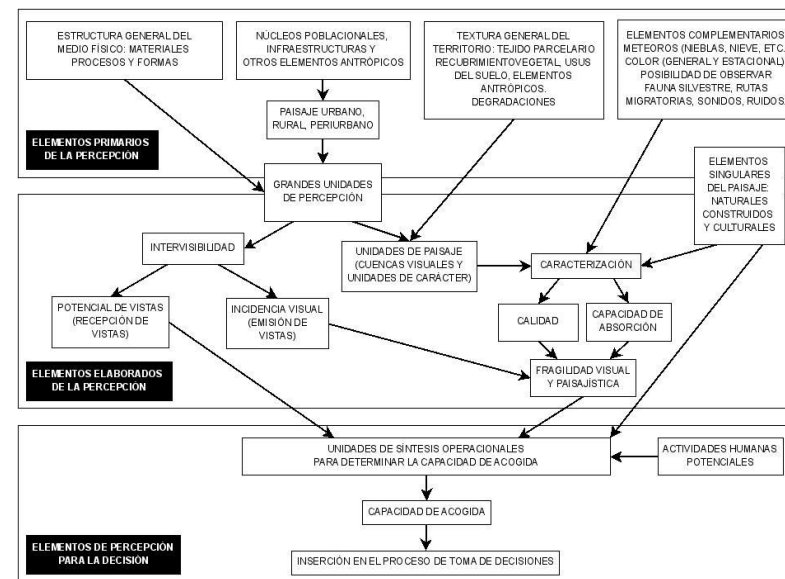 ESTRUCTURA GENERAL DEL
MEDIO FÍSICO: MATERIALES
PROCESOS Y FORMAS
NÚCLEOS POBLACIONALES,
INFRAESTRUCTURAS Y
OTROS ELEMENTOS ANTRÓPICOS
TEXTURA GENERAL DEL
TERRITORIO: TEJIDO PARCELARIO
RECUBRIMIENTOVEGETAL, USUS
DEL SUELO, ELEMENTOS
ANTRÓPICOS.
DEGRADACIONES
ELEMENTOS COMPLEMENTARIOS
METEOROS (NIEBLAS, NIEVE, ETC.
COLOR (GENERAL Y ESTACIONAL)
POSIBILIDAD DE OBSERVAR
FAUNA SILVESTRE, RUTAS
MIGRATORIAS, SONIDOS, RUIDOS.
PAISAJE URBANO,
RURAL, PERIURBANO
ELEMENTOS PRIMARIOS
DE LA PERCEPCIÓN
GRANDES UNIDADES
DE PERCEPCIÓN
ELEMENTOS
SINGULARES
DEL PAISAJE:
NATURALES
CONSTRUIDOS
Y CULTURALES
INTERVISIBILIDAD
UNIDADES DE PAISAJE
(CUENCAS VISUALES Y
UNIDADES DE CARÁCTER)
CARACTERIZACIÓN
POTENCIAL DE VISTAS
(RECEPCIÓN DE
VISTAS)
INCIDENCIA VISUAL
(EMISIÓN DE
VISTAS)
CALIDAD
CAPACIDAD DE
ABSORCIÓN
ELEMENTOS ELABORADOS
DE LA PERCEPCIÓN
FRAGILIDAD VISUAL
Y PAISAJÍSTICA
UNIDADES DE SÍNTESIS OPERACIONALES
PARA DETERMINAR LA CAPACIDAD DE ACOGIDA
ACTIVIDADES HUMANAS
POTENCIALES
CAPACIDAD DE ACOGIDA
ELEMENTOS DE PERCEPCIÓN
PARA LA DECISIÓN
INSERCIÓN EN EL PROCESO DE TOMA DE DECISIONES